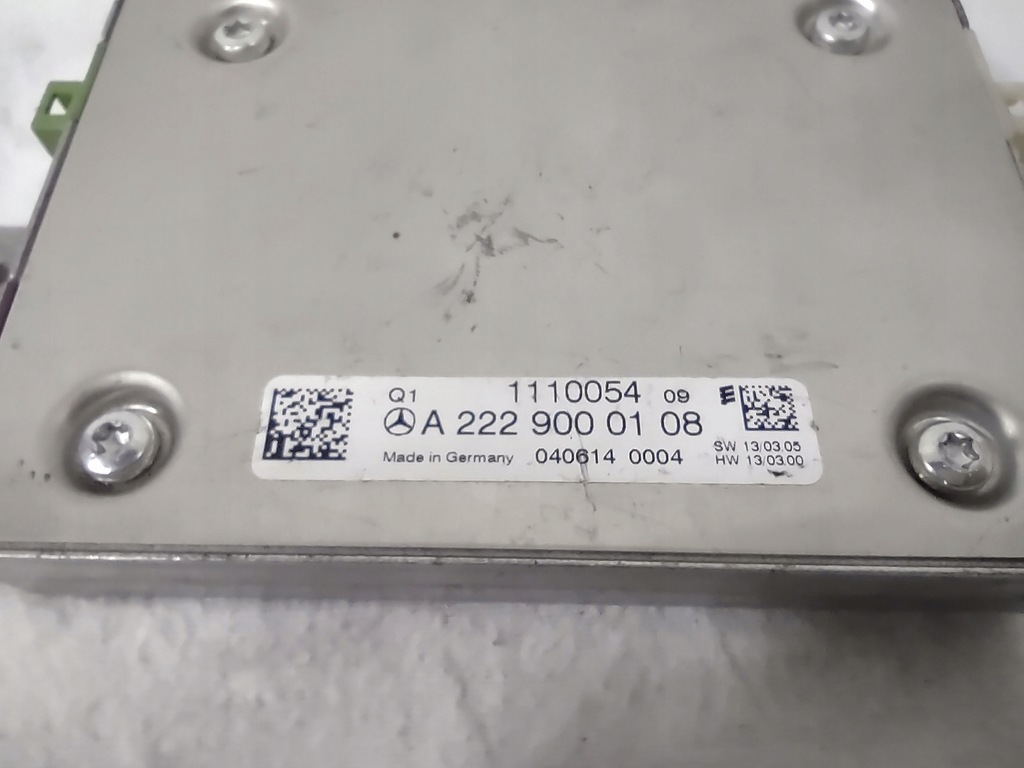 Q1 1110054 09
A 222 900 01 08
Made in Germany 040614 0004
SW 13/03.05
HW 13/03.00